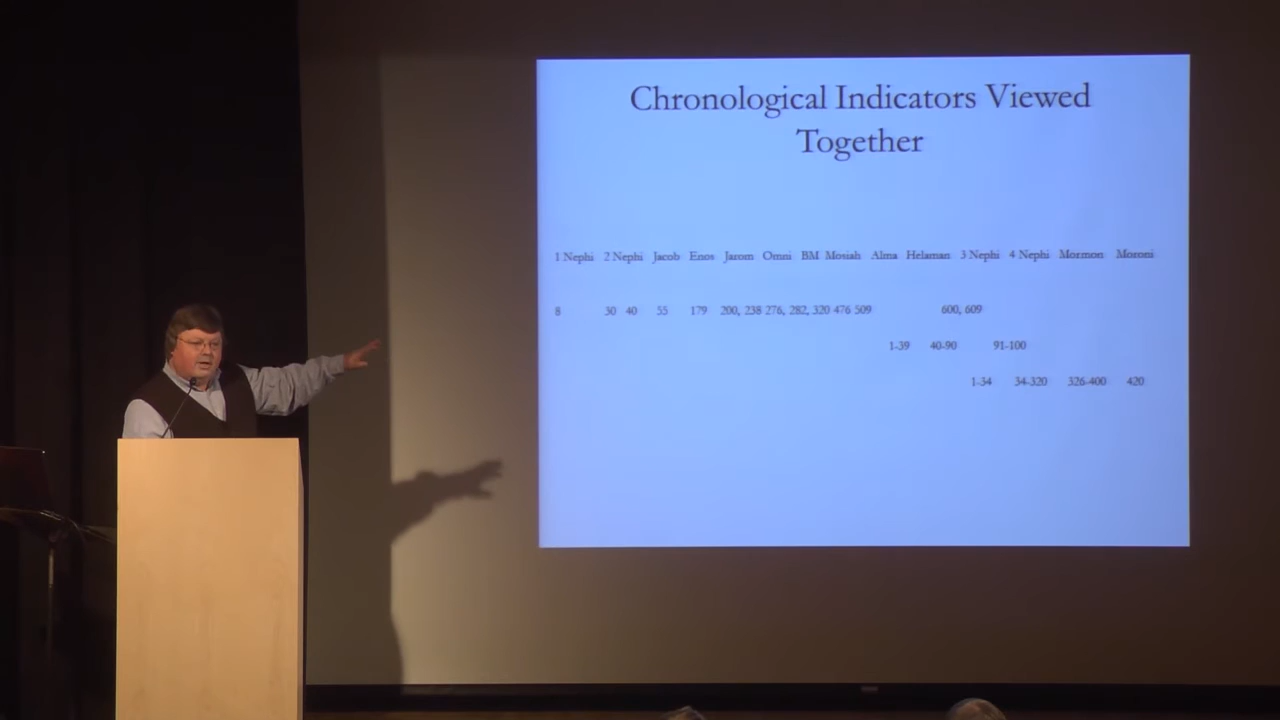 Chronological Indicators Viewed
Together
1 Nephi 2 Nephi Jacob Enos Jarom Omni BM Mosiah Alma Helaman 3 Nephi 4 Nephi Mormon Moroni
8 30 40 55 179 200, 238 276, 282, 320 476 509 600, 609
1-39 40-90 91-100
1-34 34-320 326-400 420